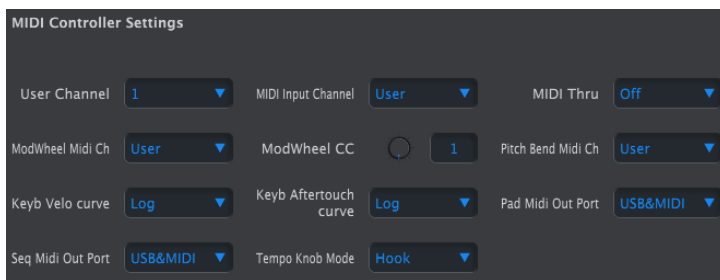 MIDI Controller Settings
User Channel 1 MIDI Input Channel User MIDI Thru Off
ModWheel Midi Ch User ModWheel CC 1 Pitch Bend Midi Ch User
Keyb Velo curve Log Keyb Aftertouch curve Log Pad Midi Out Port USB&MIDI
Seq Midi Out Port USB&MIDI Tempo Knob Mode Hook